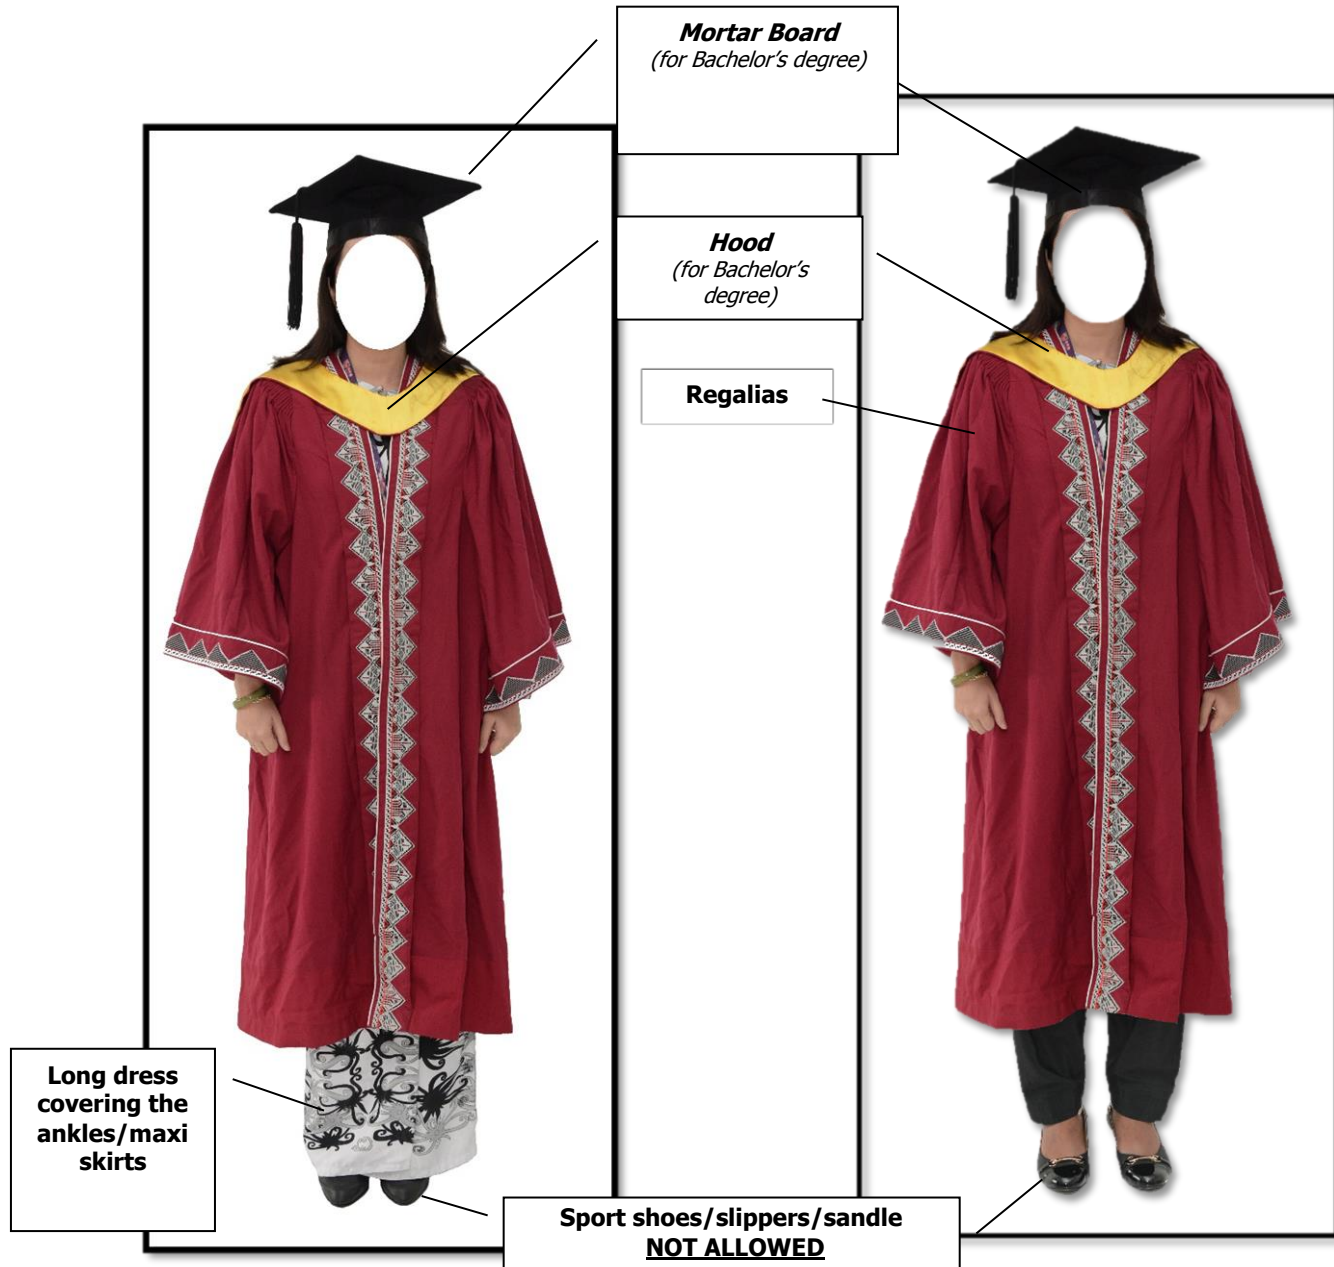 Mortar Board
(for Bachelor's degree)
Hood
(for Bachelor's
degree)
Regalias
Long dress
covering the
ankles/maxi
skirts
Sport shoes/slippers/sandle
NOT ALLOWED